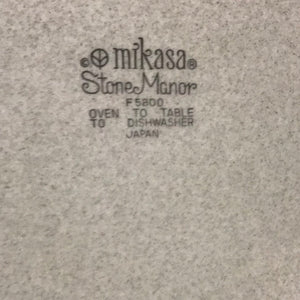 © mikasa®
Stone Manor
F5800
OVEN TO TABLE
TO DISHWASHER
JAPAN